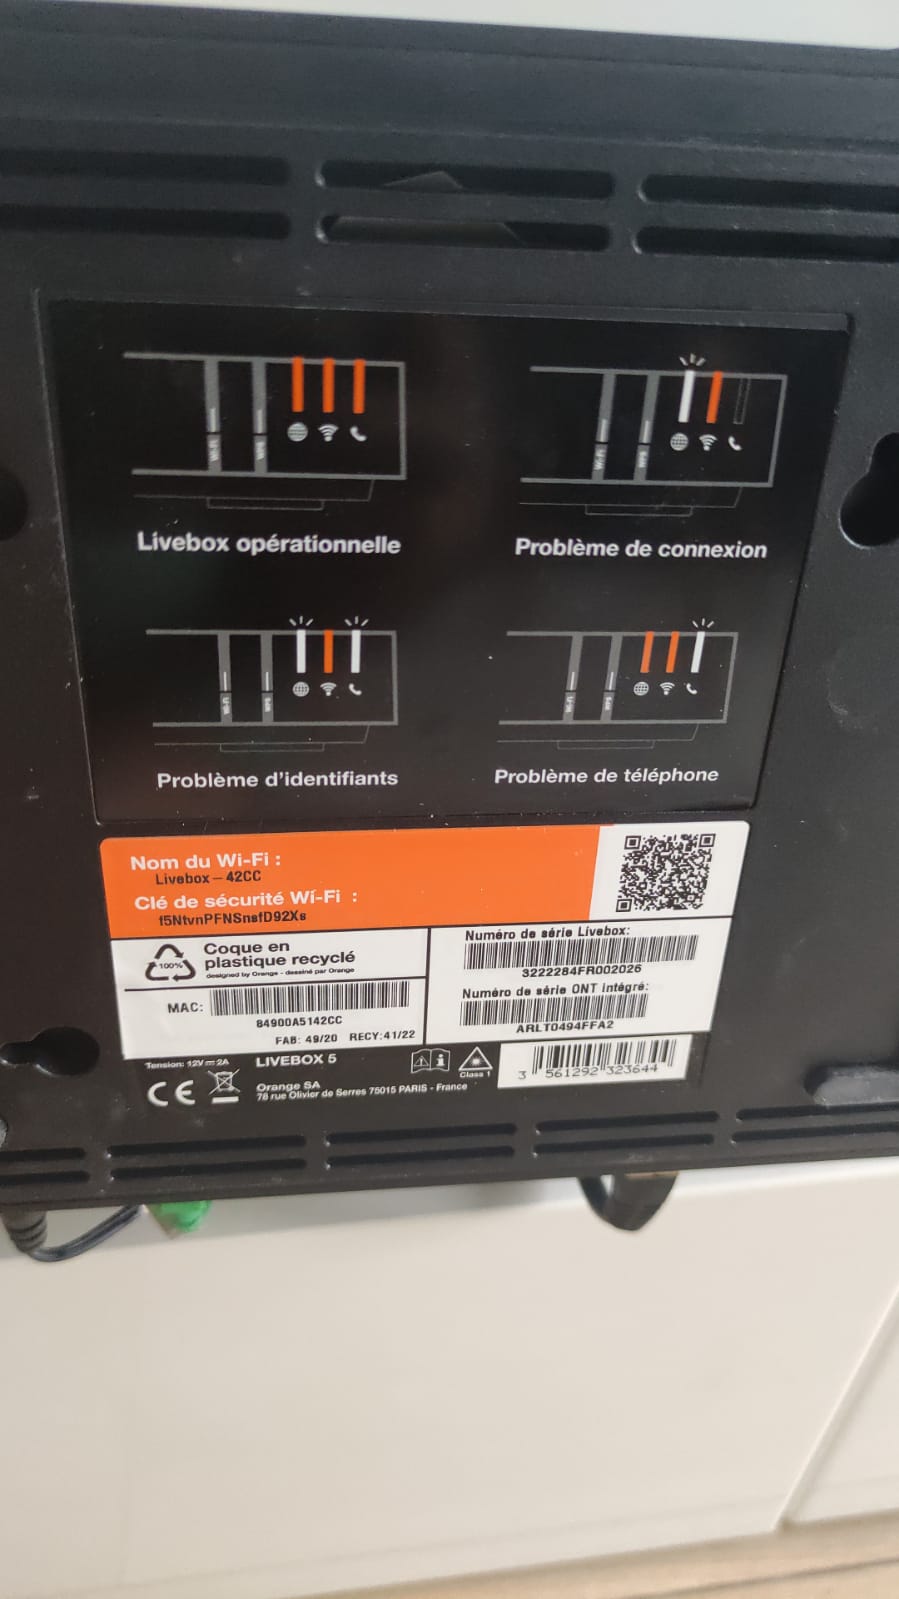 Livebox opérationnelle
Problème de connexion
Problème d'identifiants
Problème de téléphone
Nom du Wi-Fi :
Livebox – 42CC
Clé de sécurité Wi-Fi :
f5NtvnPFNSnsfD92Xs
100%
Coque en
plastique recyclé
designed by Orange - dessiné par Orange
MAC:
84900A5142CC
FAB: 49/20 RECY:41/22
Numéro de série Livebox:
3222284FR002026
Numéro de série ONT intégré:
ARLT0494FFA2
Tension: 12V⎓2A LIVEBOX 5
Class 1
CE
Orange SA
78 rue Olivier de Serres 75015 PARIS - France
3 561292 323644